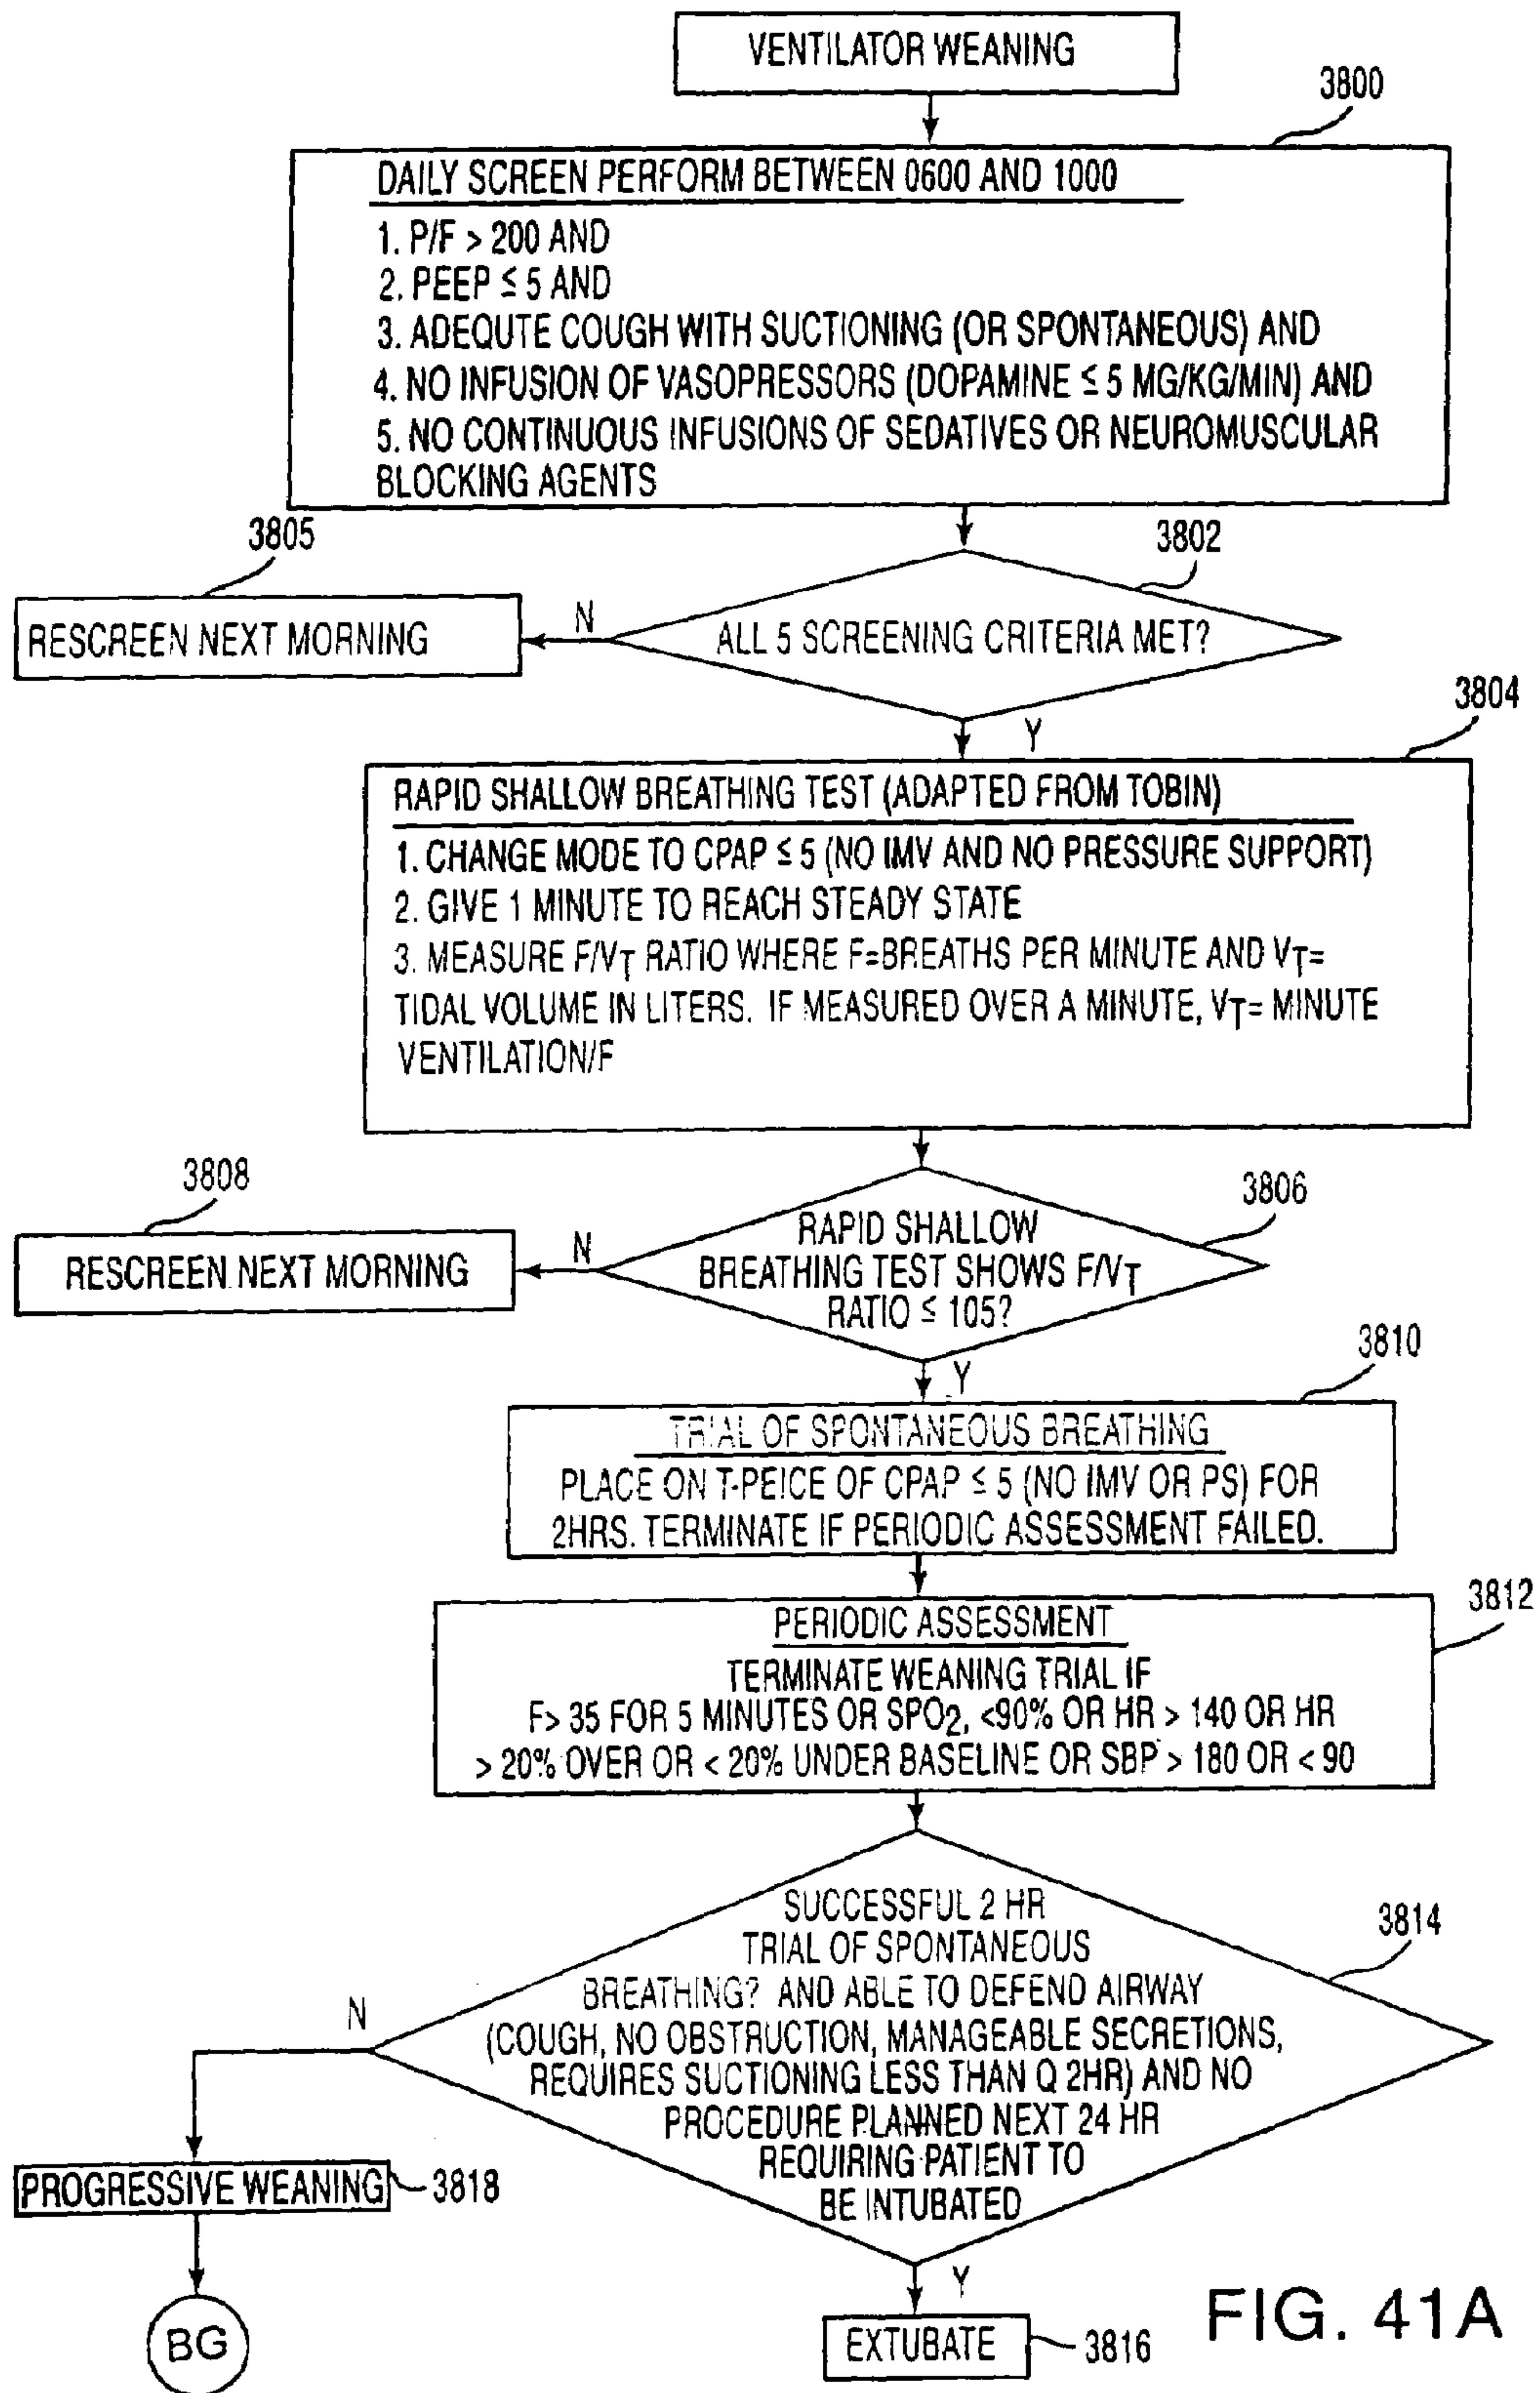 VENTILATOR WEANING
3800
DAILY SCREEN PERFORM BETWEEN 0600 AND 1000
1. P/F > 200 AND
2. PEEP ≤ 5 AND
3. ADEQUTE COUGH WITH SUCTIONING (OR SPONTANEOUS) AND
4. NO INFUSION OF VASOPRESSORS (DOPAMINE ≤ 5 MG/KG/MIN) AND
5. NO CONTINUOUS INFUSIONS OF SEDATIVES OR NEUROMUSCULAR
BLOCKING AGENTS
3805
3802
RESCREEN NEXT MORNING
N
ALL 5 SCREENING CRITERIA MET?
Y
3804
RAPID SHALLOW BREATHING TEST (ADAPTED FROM TOBIN)
1. CHANGE MODE TO CPAP ≤ 5 (NO IMV AND NO PRESSURE SUPPORT)
2. GIVE 1 MINUTE TO REACH STEADY STATE
3. MEASURE F/VT RATIO WHERE F=BREATHS PER MINUTE AND VT=
TIDAL VOLUME IN LITERS. IF MEASURED OVER A MINUTE, VT= MINUTE
VENTILATION/F
3808
3806
RESCREEN NEXT MORNING
N
RAPID SHALLOW
BREATHING TEST SHOWS F/VT
RATIO ≤ 105?
Y
3810
TRIAL OF SPONTANEOUS BREATHING
PLACE ON T-PEICE OF CPAP ≤ 5 (NO IMV OR PS) FOR
2HRS. TERMINATE IF PERIODIC ASSESSMENT FAILED.
3812
PERIODIC ASSESSMENT
TERMINATE WEANING TRIAL IF
F> 35 FOR 5 MINUTES OR SPO2, <90% OR HR > 140 OR HR
> 20% OVER OR < 20% UNDER BASELINE OR SBP > 180 OR < 90
3814
SUCCESSFUL 2 HR
TRIAL OF SPONTANEOUS
BREATHING? AND ABLE TO DEFEND AIRWAY
(COUGH, NO OBSTRUCTION, MANAGEABLE SECRETIONS,
REQUIRES SUCTIONING LESS THAN Q 2HR) AND NO
PROCEDURE PLANNED NEXT 24 HR
REQUIRING PATIENT TO
BE INTUBATED
N
PROGRESSIVE WEANING
3818
BG
Y
EXTUBATE
3816
FIG. 41A